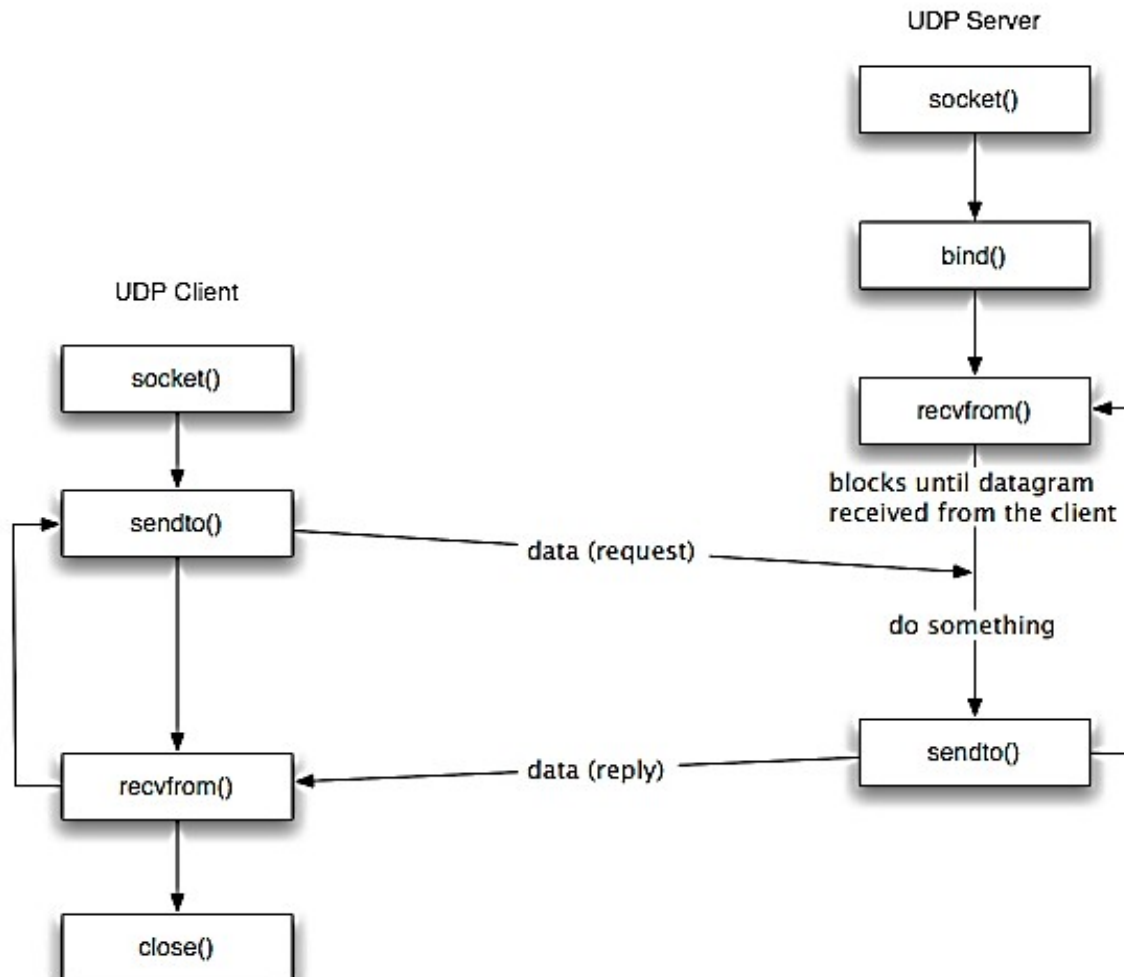 UDP Server
socket()
bind()
UDP Client
socket()
recvfrom()
blocks until datagram
received from the client
sendto()
data (request)
do something
sendto()
data (reply)
recvfrom()
close()